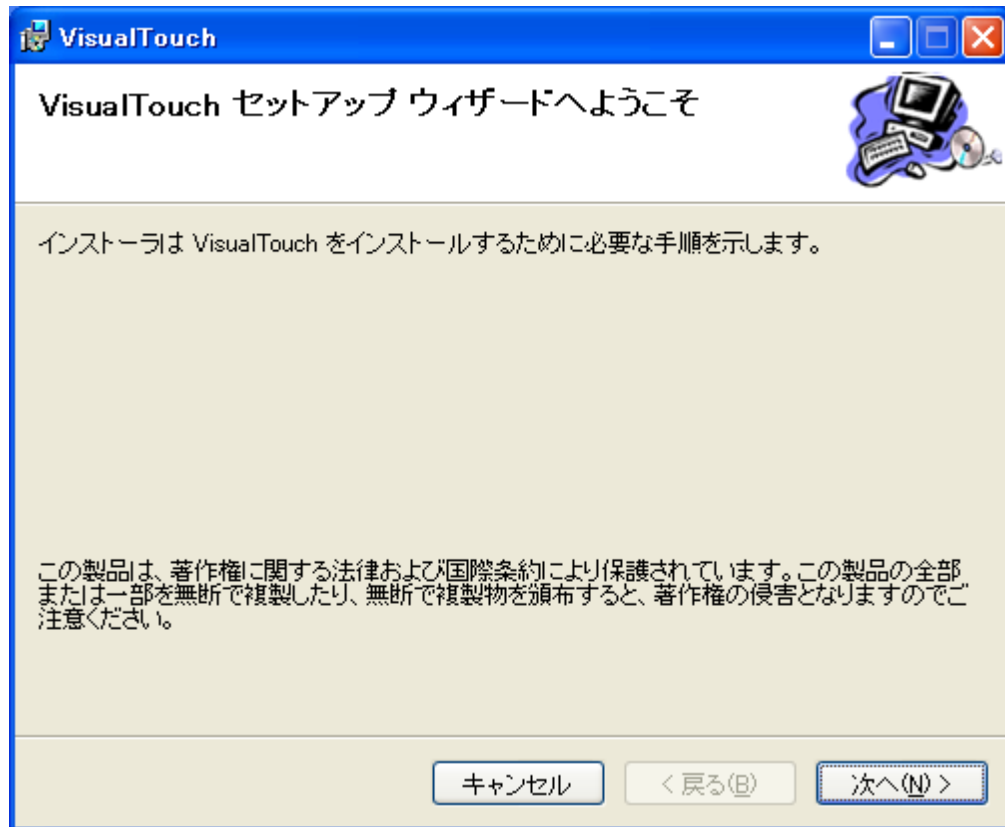 VisualTouch
VisualTouch セットアップ ウィザードへようこそ
インストーラは VisualTouch をインストールするために必要な手順を示します。
この製品は、著作権に関する法律および国際条約により保護されています。この製品の全部
または一部を無断で複製したり、無断で複製物を頒布すると、著作権の侵害となりますのでご
注意ください。
キャンセル
< 戻る(B)
次へ(N) >